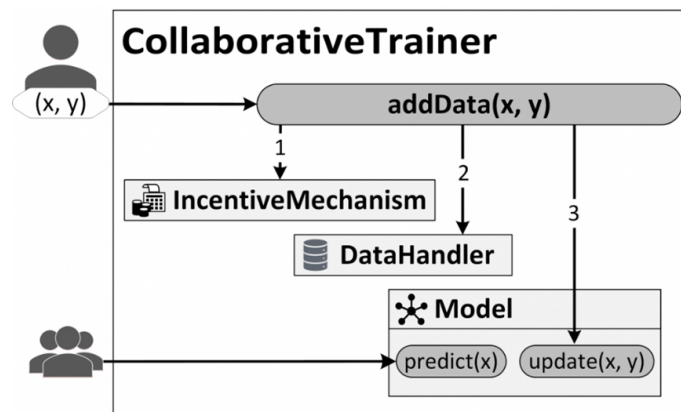 CollaborativeTrainer
(x, y)
addData(x, y)
1
2
3
IncentiveMechanism
DataHandler
Model
predict(x)
update(x, y)